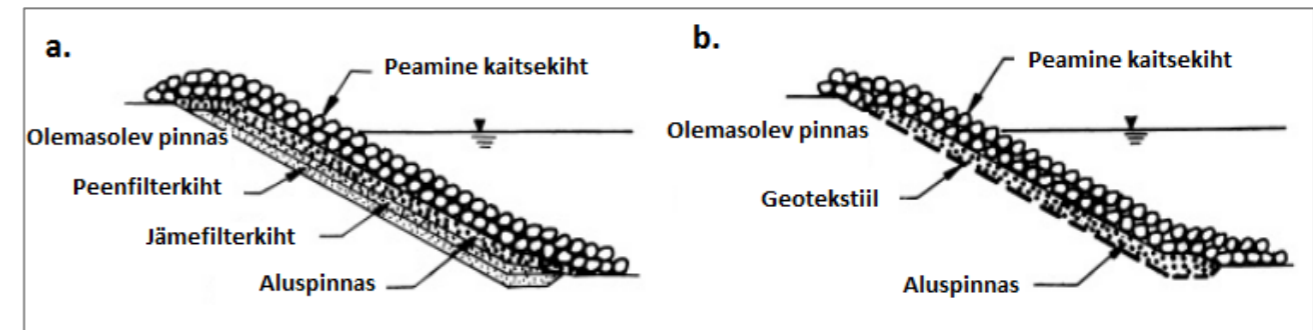 a.
Peamine kaitsekiht
Olemasolev pinnas
Peenfilterkiht
Jämefilterkiht
Aluspinnas
b.
Peamine kaitsekiht
Olemasolev pinnas
Geotekstiil
Aluspinnas